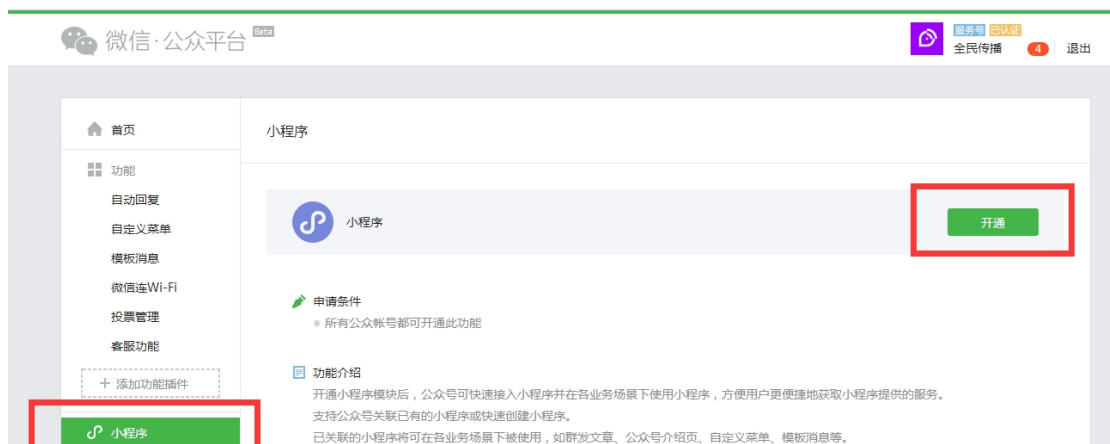 微信·公众平台 Beta
服务号 已认证
全民传播 4 退出
首页
功能
自动回复
自定义菜单
模板消息
微信连Wi-Fi
投票管理
客服功能
+ 添加功能插件
小程序
小程序
小程序
开通
申请条件
所有公众帐号都可开通此功能
功能介绍
开通小程序模块后，公众号可快速接入小程序并在各业务场景下使用小程序，方便用户更便捷地获取小程序提供的服务。
支持公众号关联已有的小程序或快速创建小程序。
已关联的小程序将可在各业务场景下被使用，如群发文章、公众号介绍页、自定义菜单、模板消息等。